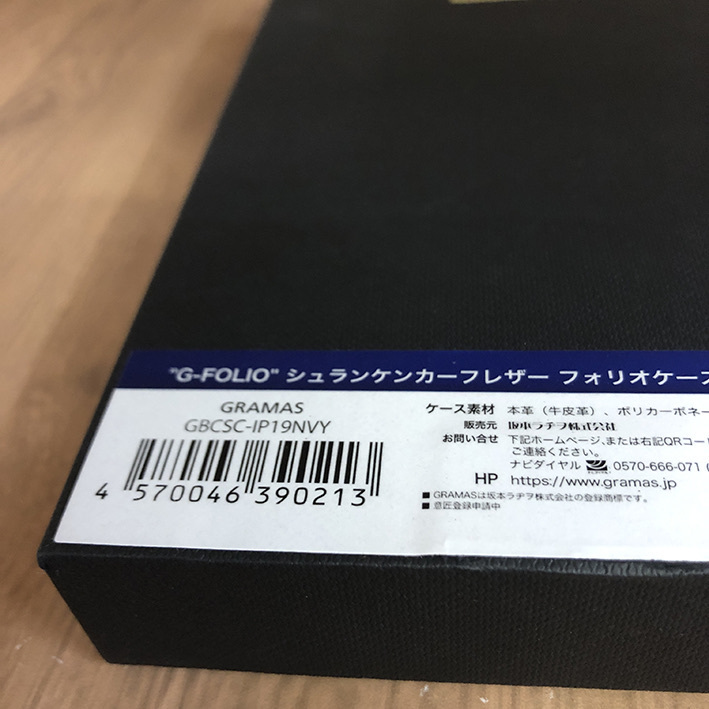 "G-FOLIO" シュランケンカーフレザー フォリオケー
GRAMAS
GBCSC-IP19NVY
4 570046 390213
ケース素材 本革(牛皮革)、ポリカーボネー
販売元 坂本ラヂヲ株式会社
お問い合せ 下記ホームページ、または右記QRコー
ご連絡ください。
ナビダイヤル 0570-666-071 (
HP https://www.gramas.jp
■ GRAMASは坂本ラヂヲ株式会社の登録商標です。
■ 意匠登録申請中